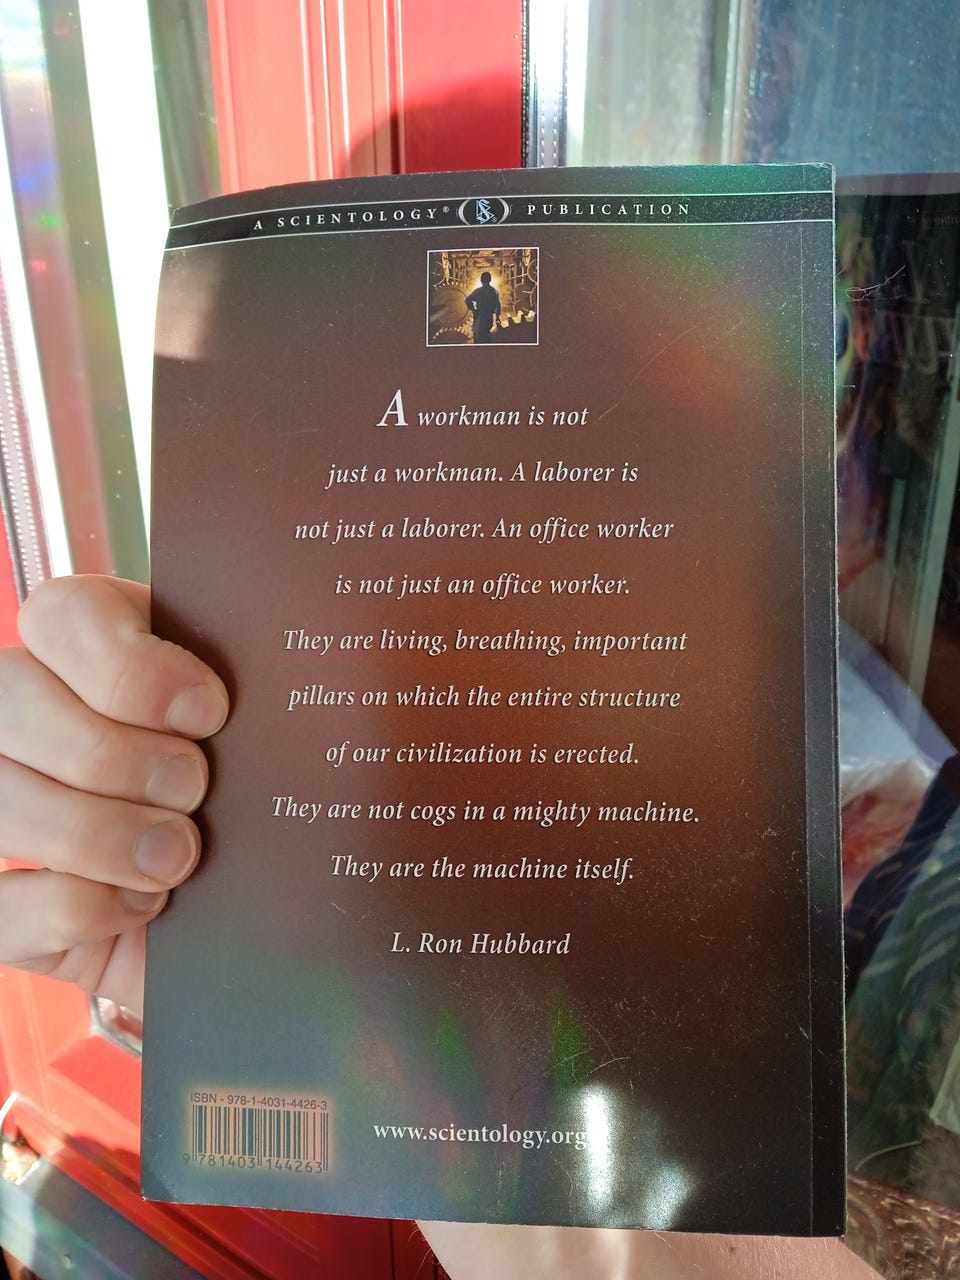 A SCIENTOLOGY® PUBLICATION
A workman is not
just a workman. A laborer is
not just a laborer. An office worker
is not just an office worker.
They are living, breathing, important
pillars on which the entire structure
of our civilization is erected.
They are not cogs in a mighty machine.
They are the machine itself.
L. Ron Hubbard
ISBN - 978-1-4031-4426-3
9 781403 144263
www.scientology.org